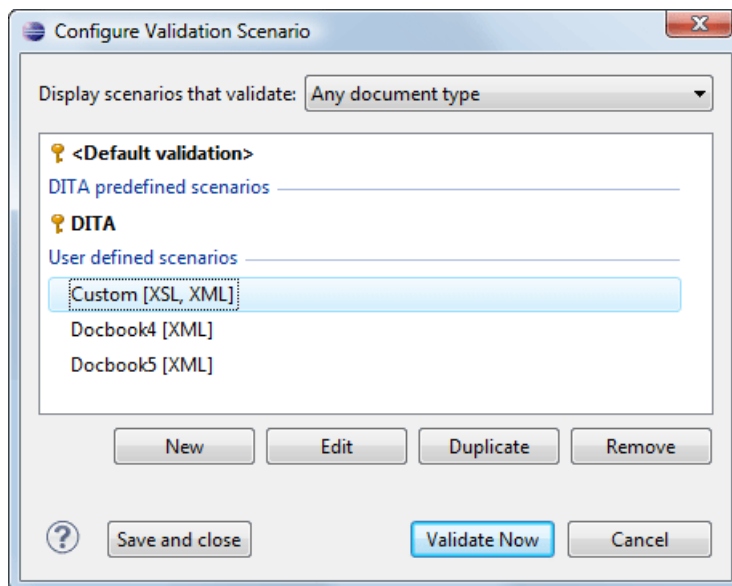 Configure Validation Scenario
Display scenarios that validate: Any document type
<Default validation>
DITA predefined scenarios
DITA
User defined scenarios
Custom [XSL, XML]
Docbook4 [XML]
Docbook5 [XML]
New Edit Duplicate Remove
? Save and close Validate Now Cancel